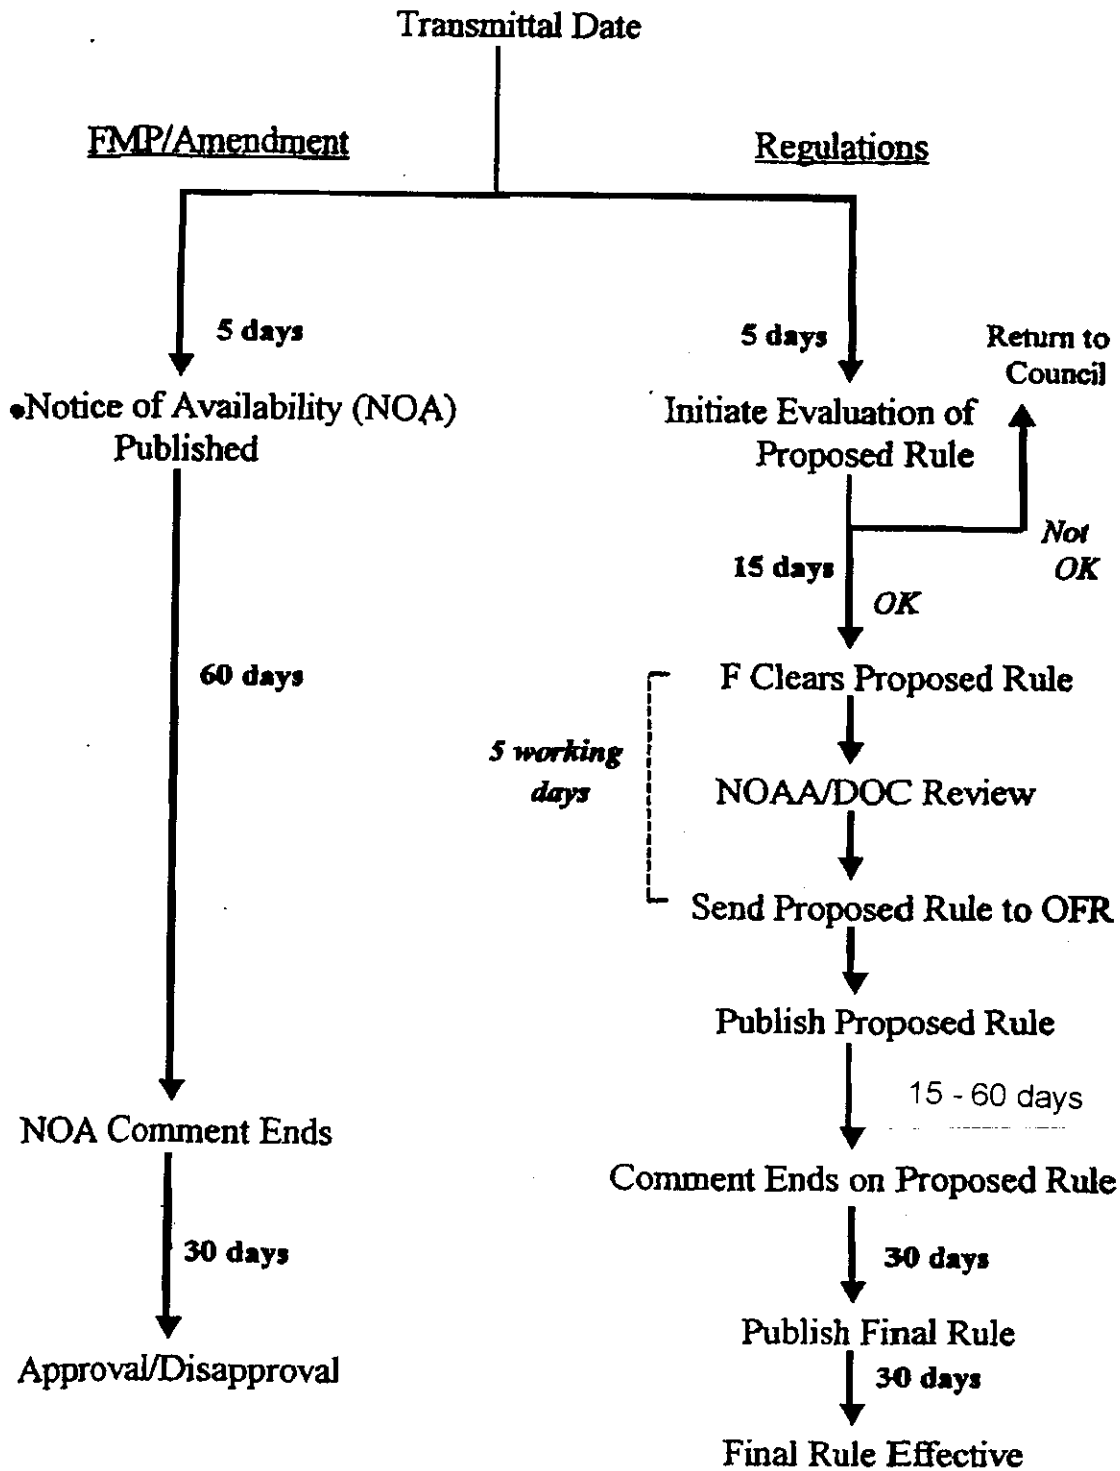 Transmittal Date
FMP/Amendment
Regulations
5 days
5 days
Return to
Council
•Notice of Availability (NOA)
Published
Initiate Evaluation of
Proposed Rule
Not
OK
15 days
OK
60 days
F Clears Proposed Rule
5 working
days
NOAA/DOC Review
Send Proposed Rule to OFR
Publish Proposed Rule
15 - 60 days
NOA Comment Ends
Comment Ends on Proposed Rule
30 days
30 days
Publish Final Rule
Approval/Disapproval
30 days
Final Rule Effective